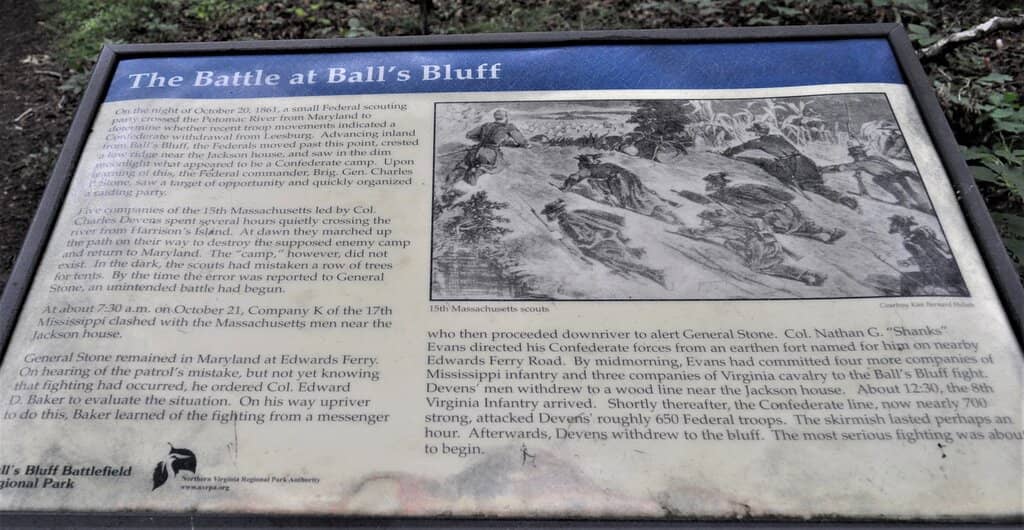 The Battle at Ball's Bluff
On the night of October 20, 1861, a small Federal scouting
party crossed the Potomac River from Maryland to
determine whether recent troop movements indicated a
Confederate withdrawal from Leesburg. Advancing inland
from Ball's Bluff, the Federals moved past this point, crested
a low ridge near the Jackson house, and saw in the dim
moonlight what appeared to be a Confederate camp. Upon
learning of this, the Federal commander, Brig. Gen. Charles
P. Stone, saw a target of opportunity and quickly organized
a raiding party.
Five companies of the 15th Massachusetts led by Col.
Charles Devens spent several hours quietly crossing the
river from Harrison's Island. At dawn they marched up
the path on their way to destroy the supposed enemy camp
and return to Maryland. The "camp," however, did not
exist. In the dark, the scouts had mistaken a row of trees
for tents. By the time the error was reported to General
Stone, an unintended battle had begun.
At about 7:30 a.m. on October 21, Company K of the 17th
Mississippi clashed with the Massachusetts men near the
Jackson house.
General Stone remained in Maryland at Edwards Ferry.
On hearing of the patrol's mistake, but not yet knowing
that fighting had occurred, he ordered Col. Edward
D. Baker to evaluate the situation. On his way upriver
to do this, Baker learned of the fighting from a messenger
15th Massachusetts scouts
Courtesy Kim Bernard Holien
who then proceeded downriver to alert General Stone. Col. Nathan G. "Shanks"
Evans directed his Confederate forces from an earthen fort named for him on nearby
Edwards Ferry Road. By midmorning, Evans had committed four more companies of
Mississippi infantry and three companies of Virginia cavalry to the Ball's Bluff fight.
Devens' men withdrew to a wood line near the Jackson house. About 12:30, the 8th
Virginia Infantry arrived. Shortly thereafter, the Confederate line, now nearly 700
strong, attacked Devens' roughly 650 Federal troops. The skirmish lasted perhaps an
hour. Afterwards, Devens withdrew to the bluff. The most serious fighting was abou
to begin.
ll's Bluff Battlefield
gional Park
Northern Virginia Regional Park Authority
www.nvrpa.org